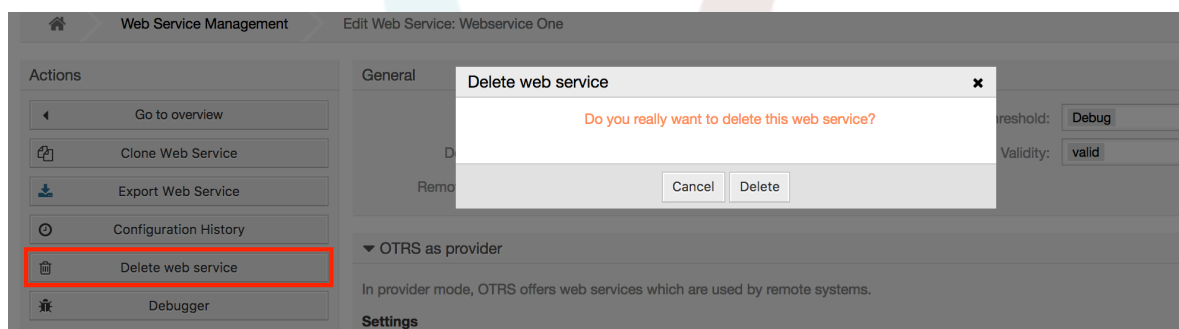 Web Service Management Edit Web Service: Webservice One
Actions
Go to overview
Clone Web Service
Export Web Service
Configuration History
Delete web service
Debugger
General
Delete web service
Do you really want to delete this web service?
Cancel Delete
reshold: Debug
Validity: valid
D
Remo
OTRS as provider
In provider mode, OTRS offers web services which are used by remote systems.
Settings